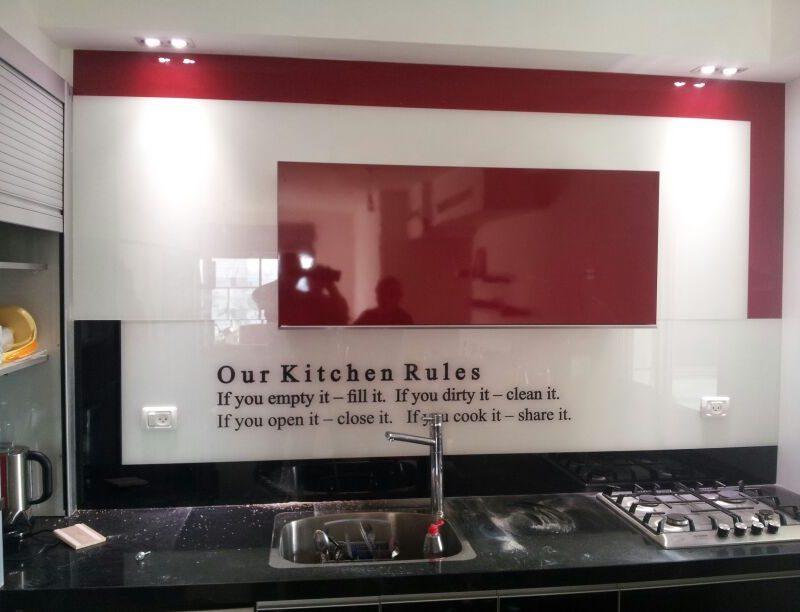 Our Kitchen Rules
If you empty it – fill it. If you dirty it – clean it.
If you open it – close it. If you cook it – share it.